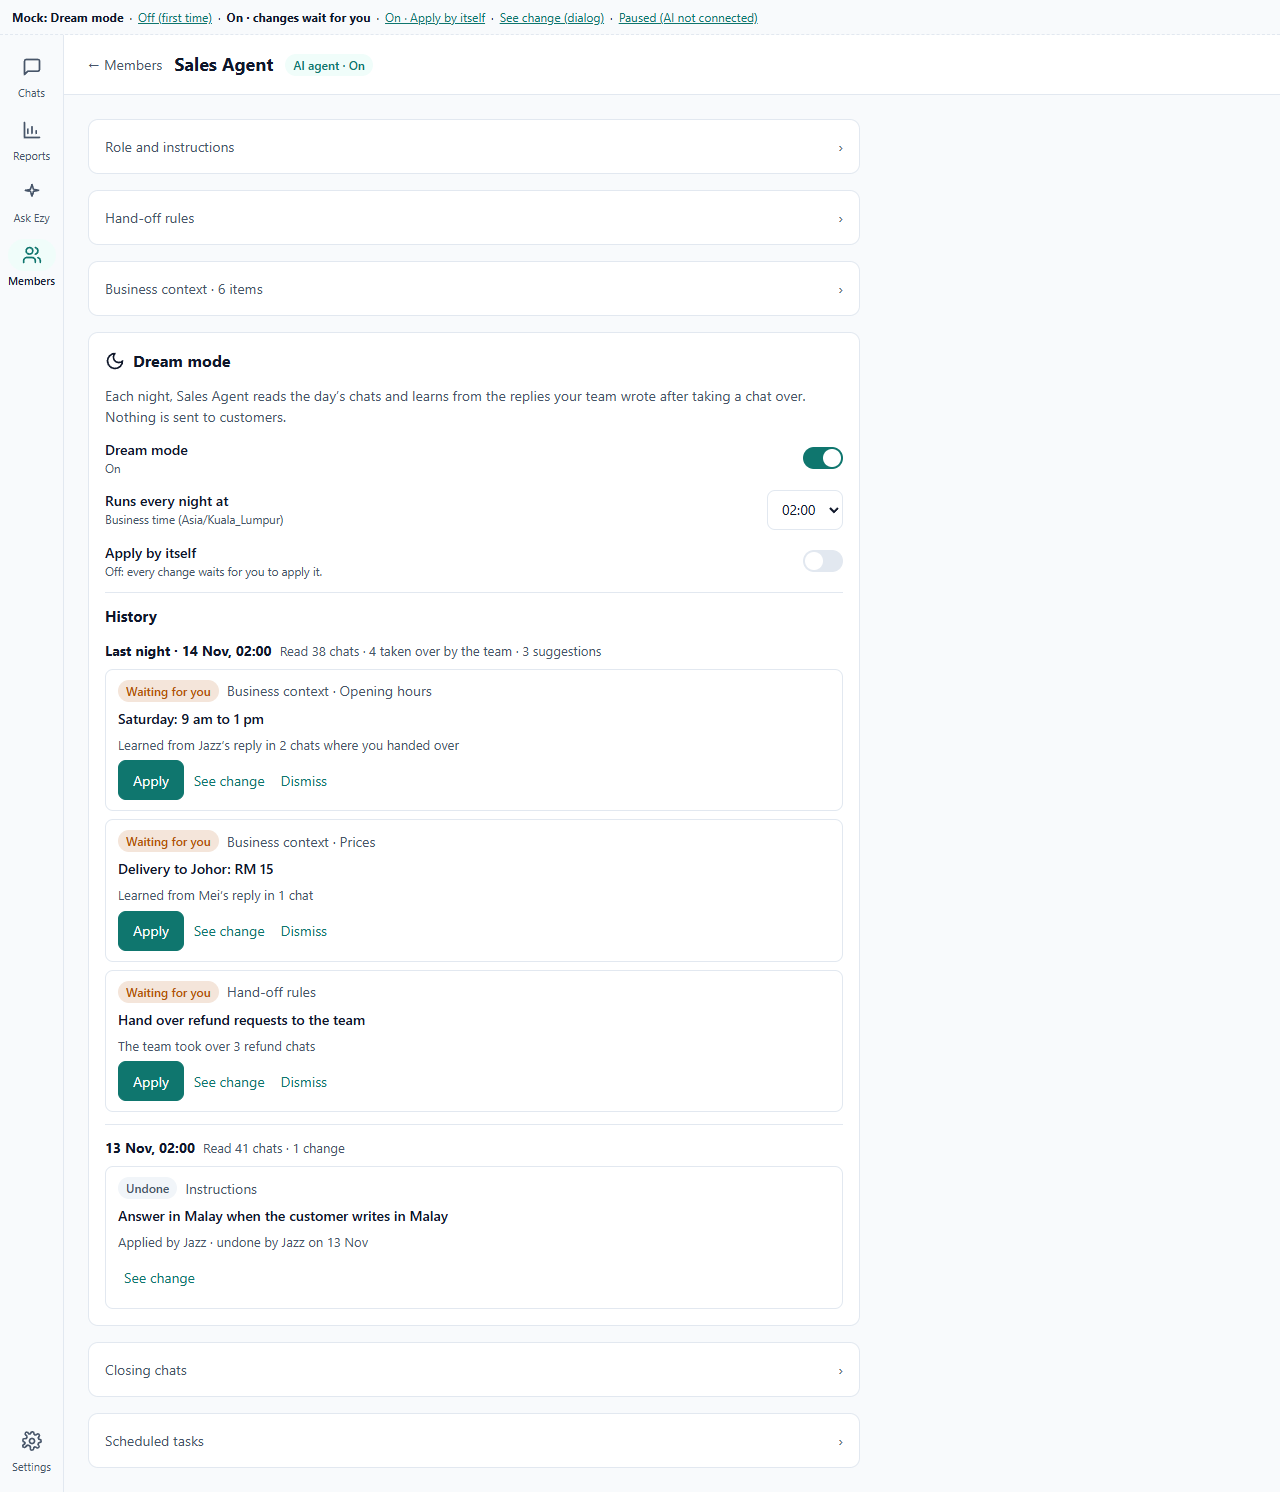 Mock: Dream mode · Off (first time) · On · changes wait for you · On · Apply by itself · See change (dialog) · Paused (AI not connected)
Chats
Reports
Ask Ezy
Members
Settings
← Members Sales Agent AI agent · On
Role and instructions ›
Hand-off rules ›
Business context · 6 items ›
Dream mode
Each night, Sales Agent reads the day's chats and learns from the replies your team wrote after taking a chat over.
Nothing is sent to customers.
Dream mode
On
Runs every night at
Business time (Asia/Kuala_Lumpur)
02:00
Apply by itself
Off: every change waits for you to apply it.
History
Last night · 14 Nov, 02:00 Read 38 chats · 4 taken over by the team · 3 suggestions
Waiting for you Business context · Opening hours
Saturday: 9 am to 1 pm
Learned from Jazz's reply in 2 chats where you handed over
Apply See change Dismiss
Waiting for you Business context · Prices
Delivery to Johor: RM 15
Learned from Mei's reply in 1 chat
Apply See change Dismiss
Waiting for you Hand-off rules
Hand over refund requests to the team
The team took over 3 refund chats
Apply See change Dismiss
13 Nov, 02:00 Read 41 chats · 1 change
Undone Instructions
Answer in Malay when the customer writes in Malay
Applied by Jazz · undone by Jazz on 13 Nov
See change
Closing chats ›
Scheduled tasks ›